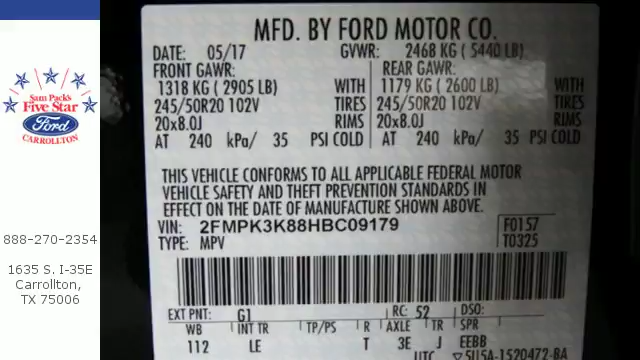 Sam Pack's
Five Star
Ford
CARROLLTON
888-270-2354
1635 S. I-35E
Carrollton,
TX 75006
MFD. BY FORD MOTOR CO.
DATE: 05/17 GVWR: 2468 KG ( 5440 LB)
FRONT GAWR: REAR GAWR:
1318 KG ( 2905 LB) WITH 1179 KG ( 2600 LB) WITH
245/50R20 102V TIRES 245/50R20 102V TIRES
20x8.0J RIMS 20x8.0J RIMS
AT 240 kPa/ 35 PSI COLD AT 240 kPa/ 35 PSI COLD
THIS VEHICLE CONFORMS TO ALL APPLICABLE FEDERAL MOTOR
VEHICLE SAFETY AND THEFT PREVENTION STANDARDS IN
EFFECT ON THE DATE OF MANUFACTURE SHOWN ABOVE.
VIN: 2FMPK3K88HBC09179 F0157
TYPE: MPV T0325
EXT PNT: G1 RC: 52 DSO:
WB INT TR TP/PS R AXLE TR SPR
112 LE T 3E J EEBB
UTC